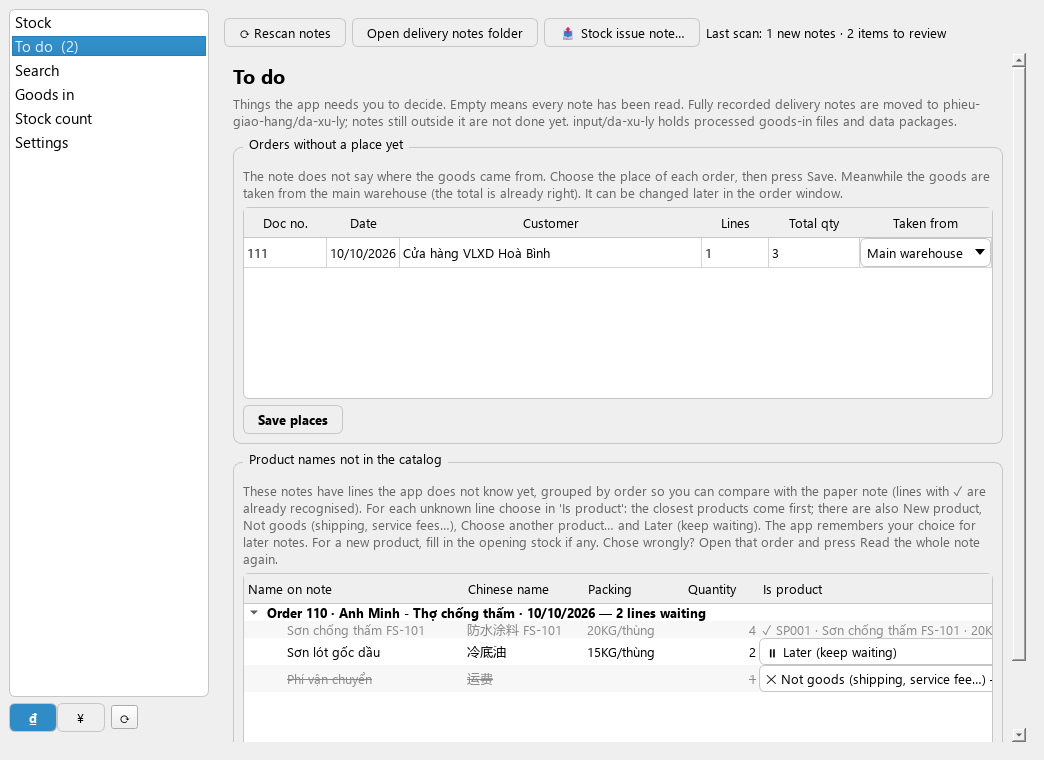 Stock
To do (2)
Search
Goods in
Stock count
Settings
₫
¥
⟳
⟳ Rescan notes
Open delivery notes folder
📤 Stock issue note...
Last scan: 1 new notes · 2 items to review
To do
Things the app needs you to decide. Empty means every note has been read. Fully recorded delivery notes are moved to phieu-
giao-hang/da-xu-ly; notes still outside it are not done yet. input/da-xu-ly holds processed goods-in files and data packages.
Orders without a place yet
The note does not say where the goods came from. Choose the place of each order, then press Save. Meanwhile the goods are
taken from the main warehouse (the total is already right). It can be changed later in the order window.
Doc no. Date Customer Lines Total qty Taken from
111 10/10/2026 Cửa hàng VLXD Hoà Bình 1 3 Main warehouse
Save places
Product names not in the catalog
These notes have lines the app does not know yet, grouped by order so you can compare with the paper note (lines with ✓ are
already recognised). For each unknown line choose in 'Is product': the closest products come first; there are also New product,
Not goods (shipping, service fees...), Choose another product... and Later (keep waiting). The app remembers your choice for
later notes. For a new product, fill in the opening stock if any. Chose wrongly? Open that order and press Read the whole note
again.
Name on note Chinese name Packing Quantity Is product
Order 110 · Anh Minh - Thợ chống thấm · 10/10/2026 — 2 lines waiting
Sơn chống thấm FS-101 防水涂料 FS-101 20KG/thùng 4 ✓ SP001 · Sơn chống thấm FS-101 · 20K
Sơn lót gốc dầu 冷底油 15KG/thùng 2 ⏸ Later (keep waiting)
Phí vận chuyển 运费 1 ✕ Not goods (shipping, service fee...) -